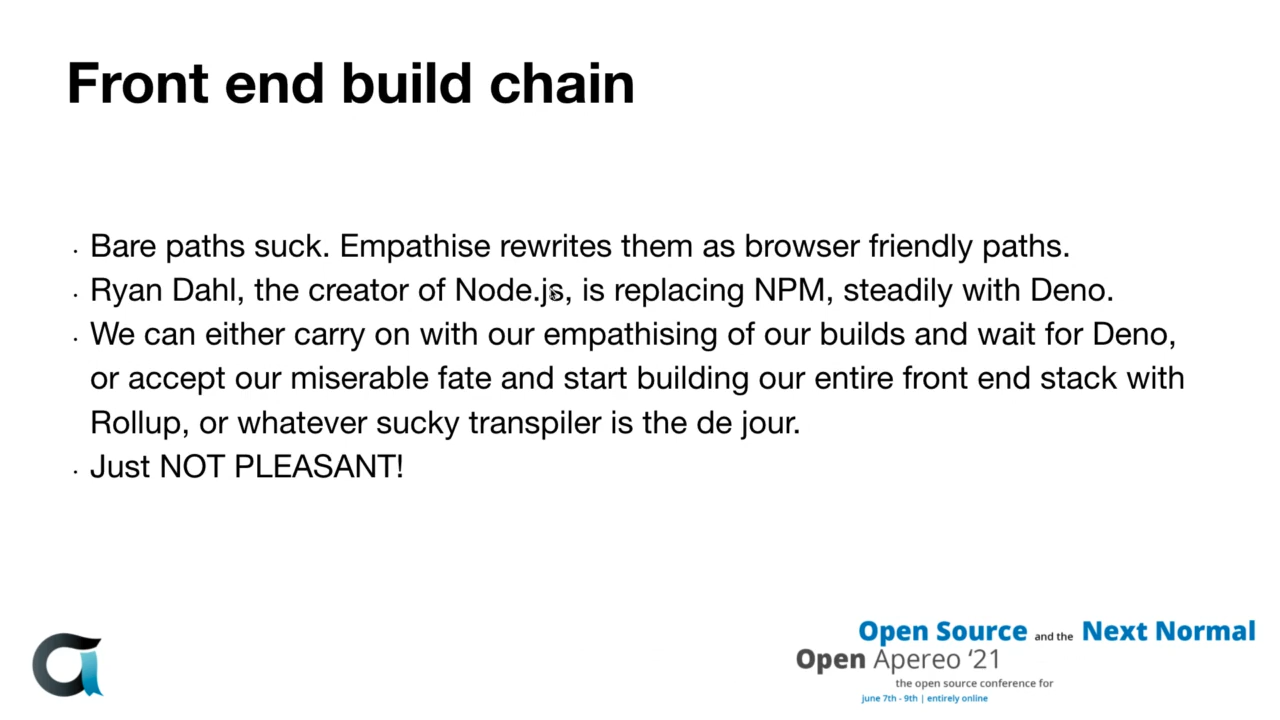 Front end build chain
· Bare paths suck. Empathise rewrites them as browser friendly paths.
· Ryan Dahl, the creator of Node.js, is replacing NPM, steadily with Deno.
· We can either carry on with our empathising of our builds and wait for Deno,
or accept our miserable fate and start building our entire front end stack with
Rollup, or whatever sucky transpiler is the de jour.
· Just NOT PLEASANT!
Open Source and the Next Normal
Open Apereo ‘21
the open source conference for
june 7th - 9th | entirely online